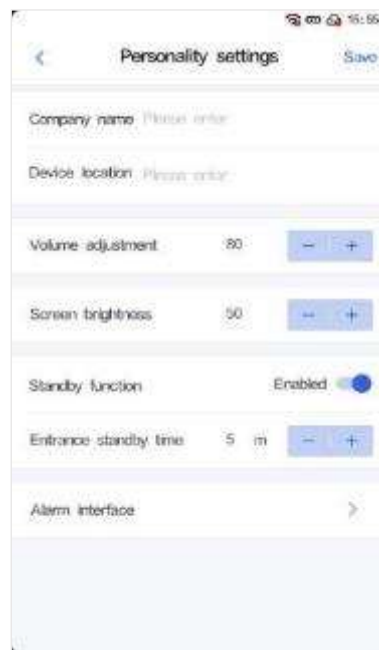 15:55
Personality settings Save
Company name Please enter
Device location Please enter
Volume adjustment 80 - +
Screen brightness 50 - +
Standby function Enabled
Entrance standby time 5 m - +
Alarm interface